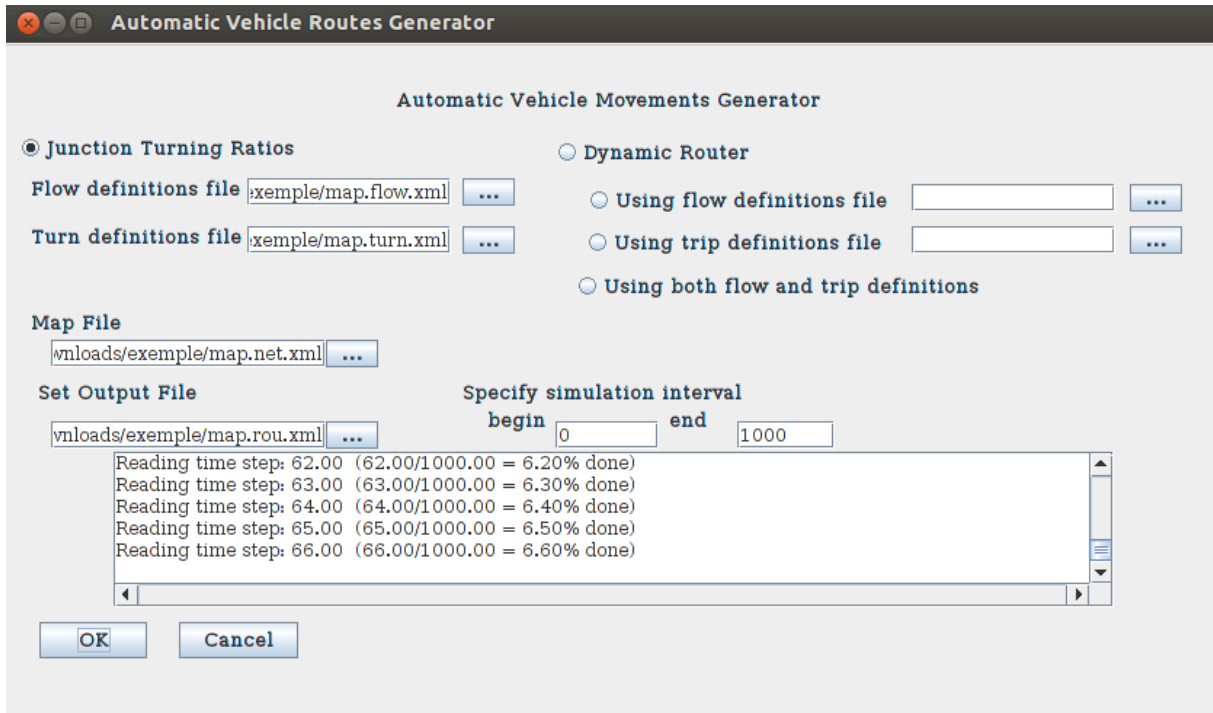 Automatic Vehicle Routes Generator
Automatic Vehicle Movements Generator
Junction Turning Ratios
Dynamic Router
Flow definitions file exemple/map.flow.xml ...
Using flow definitions file ...
Turn definitions file exemple/map.turn.xml ...
Using trip definitions file ...
Using both flow and trip definitions
Map File
wnloads/exemple/map.net.xml ...
Set Output File
Specify simulation interval
begin 0 end 1000
wnloads/exemple/map.rou.xml ...
Reading time step: 62.00 (62.00/1000.00 = 6.20% done)
Reading time step: 63.00 (63.00/1000.00 = 6.30% done)
Reading time step: 64.00 (64.00/1000.00 = 6.40% done)
Reading time step: 65.00 (65.00/1000.00 = 6.50% done)
Reading time step: 66.00 (66.00/1000.00 = 6.60% done)
OK Cancel